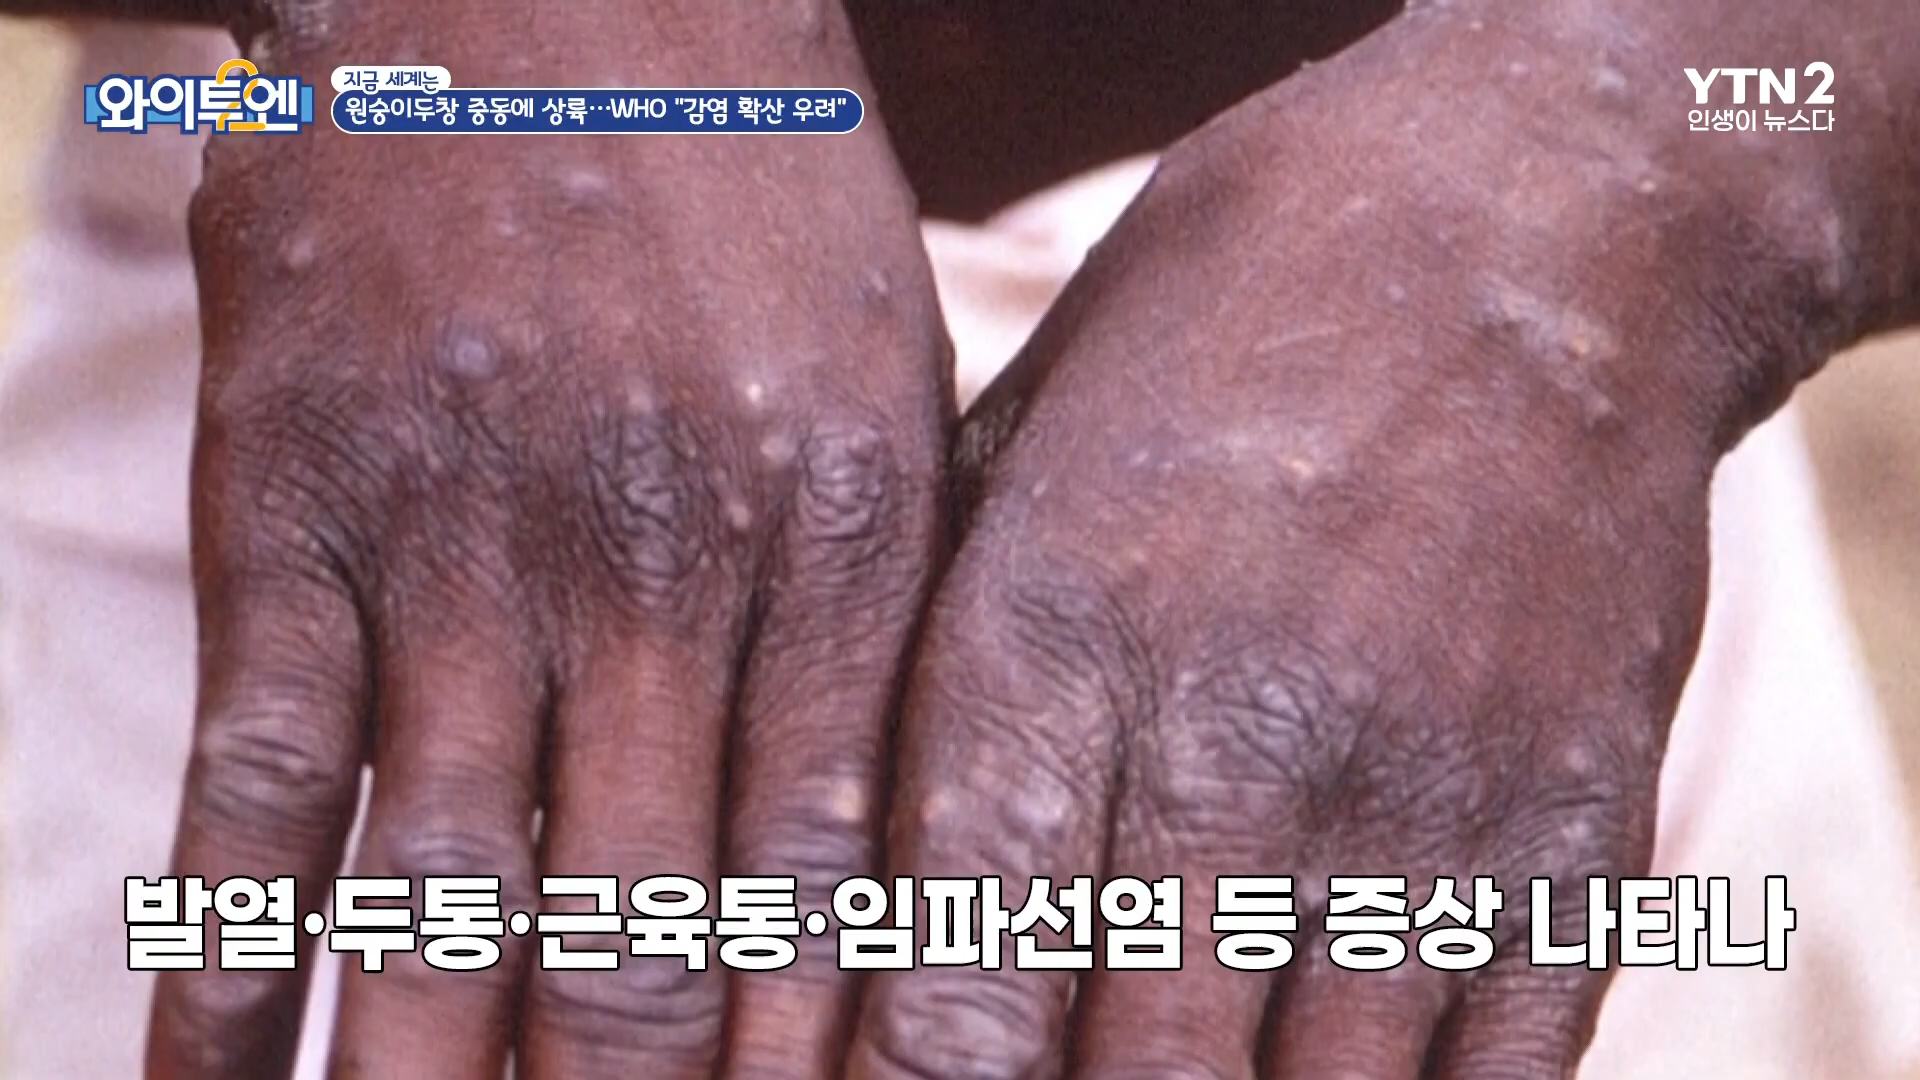 와이투엔
지금 세계는
원숭이두창 중동에 상륙…WHO "감염 확산 우려"
YTN2
인생이 뉴스다
발열·두통·근육통·임파선염 등 증상 나타나